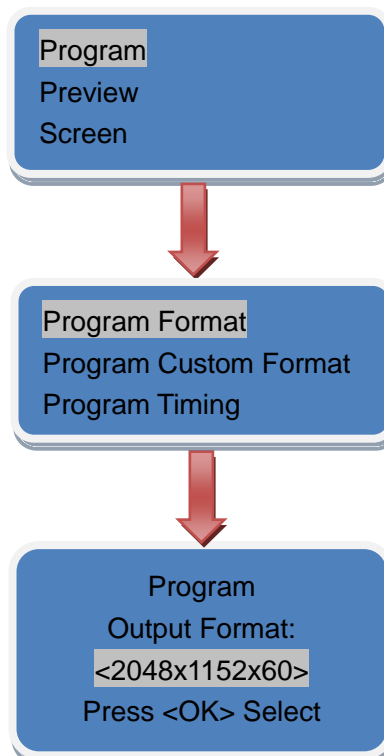 Program
Preview
Screen
Program Format
Program Custom Format
Program Timing
Program
Output Format:
<2048x1152x60>
Press <OK> Select